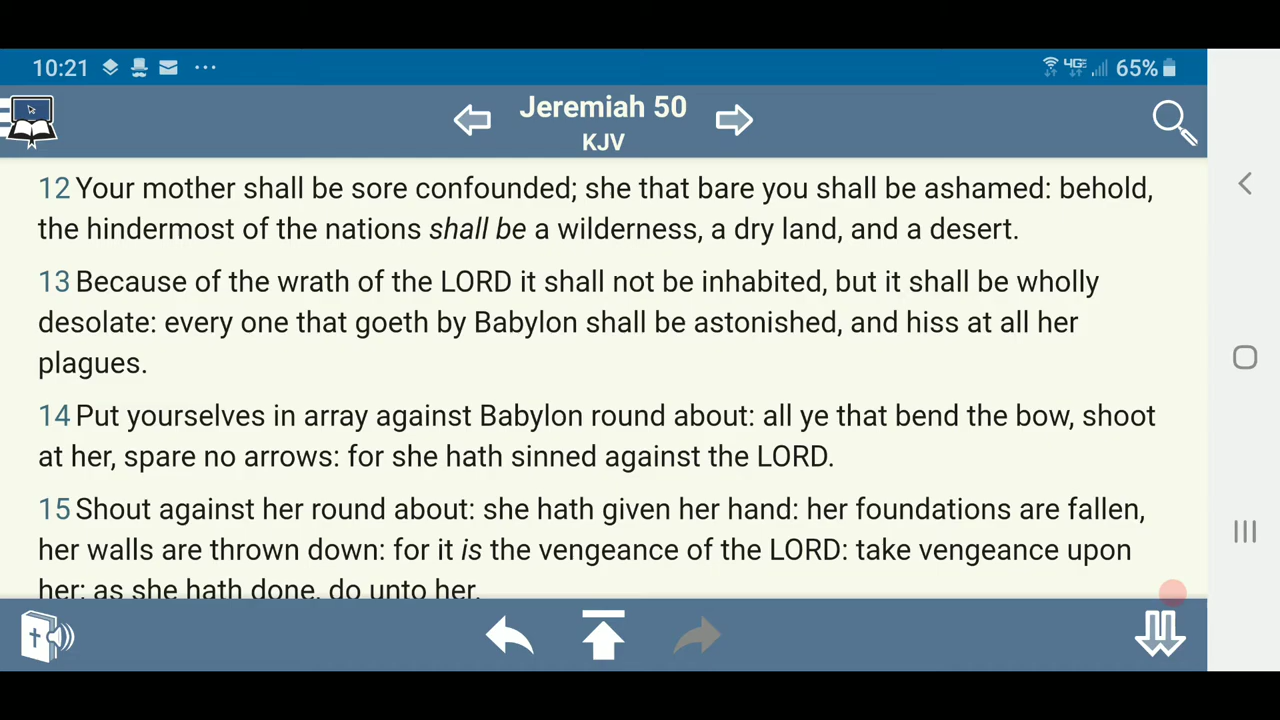 10:21 ... 4GE 65%
Jeremiah 50
KJV
12 Your mother shall be sore confounded; she that bare you shall be ashamed: behold,
the hindermost of the nations shall be a wilderness, a dry land, and a desert.
13 Because of the wrath of the LORD it shall not be inhabited, but it shall be wholly
desolate: every one that goeth by Babylon shall be astonished, and hiss at all her
plagues.
14 Put yourselves in array against Babylon round about: all ye that bend the bow, shoot
at her, spare no arrows: for she hath sinned against the LORD.
15 Shout against her round about: she hath given her hand: her foundations are fallen,
her walls are thrown down: for it is the vengeance of the LORD: take vengeance upon
her; as she hath done, do unto her.